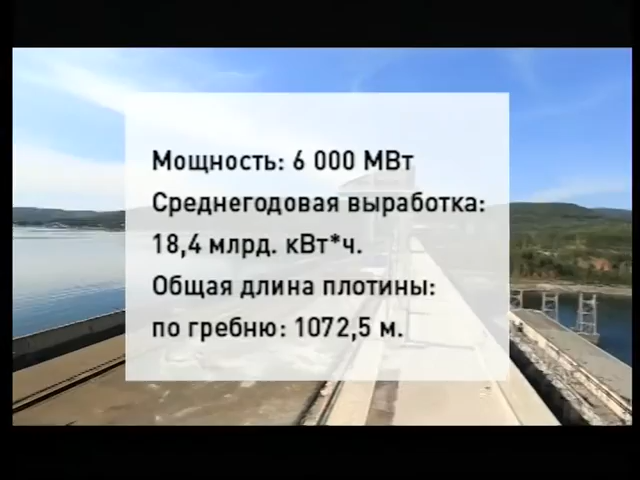 Мощность: 6 000 МВт
Среднегодовая выработка:
18,4 млрд. кВт*ч.
Общая длина плотины:
по гребню: 1072,5 м.